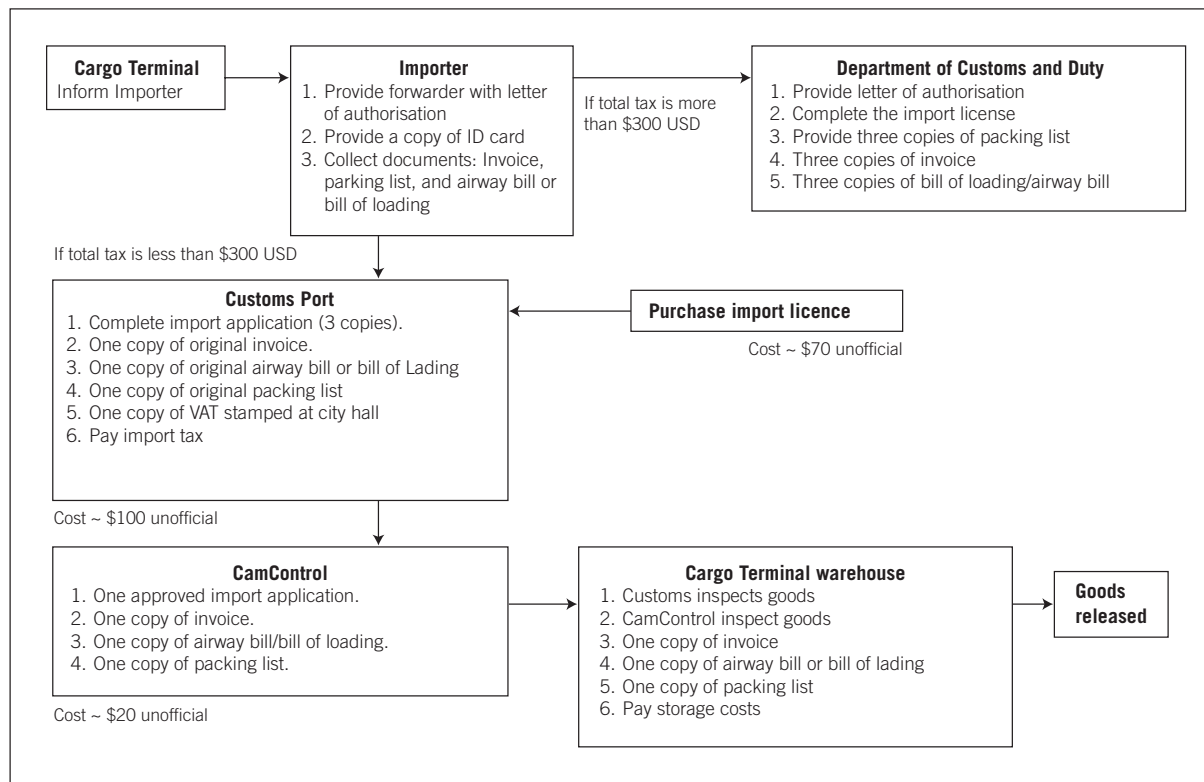 Cargo Terminal
Inform Importer
Importer
1. Provide forwarder with letter
of authorisation
2. Provide a copy of ID card
3. Collect documents: Invoice,
parking list, and airway bill or
bill of loading
If total tax is more
than $300 USD
Department of Customs and Duty
1. Provide letter of authorisation
2. Complete the import license
3. Provide three copies of packing list
4. Three copies of invoice
5. Three copies of bill of loading/airway bill
If total tax is less than $300 USD
Customs Port
1. Complete import application (3 copies).
2. One copy of original invoice.
3. One copy of original airway bill or bill of Lading
4. One copy of original packing list
5. One copy of VAT stamped at city hall
6. Pay import tax
Purchase import licence
Cost ~ $70 unofficial
Cost ~ $100 unofficial
CamControl
1. One approved import application.
2. One copy of invoice.
3. One copy of airway bill/bill of loading.
4. One copy of packing list.
Cost ~ $20 unofficial
Cargo Terminal warehouse
1. Customs inspects goods
2. CamControl inspect goods
3. One copy of invoice
4. One copy of airway bill or bill of lading
5. One copy of packing list
6. Pay storage costs
Goods
released